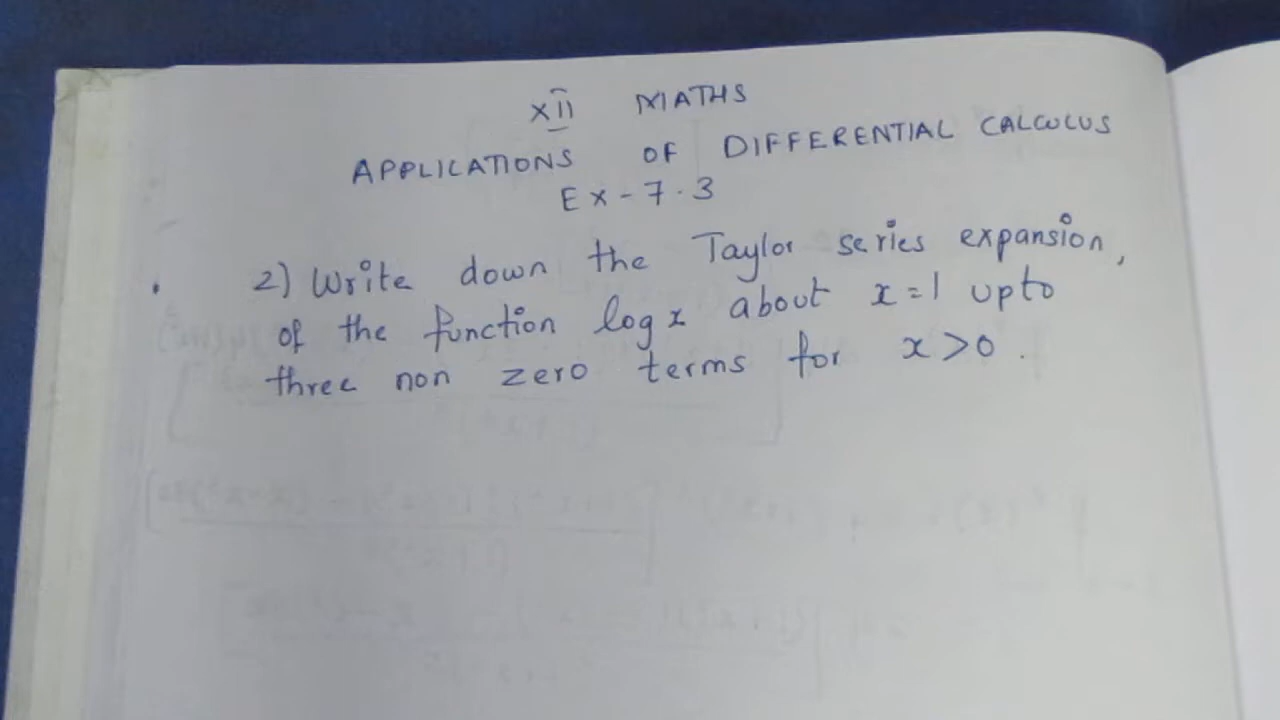 XII MATHS
APPLICATIONS OF DIFFERENTIAL CALCULUS
Ex-7.3
2) Write down the Taylor series expansion,
of the function log x about x=1 upto
three non zero terms for x>0.